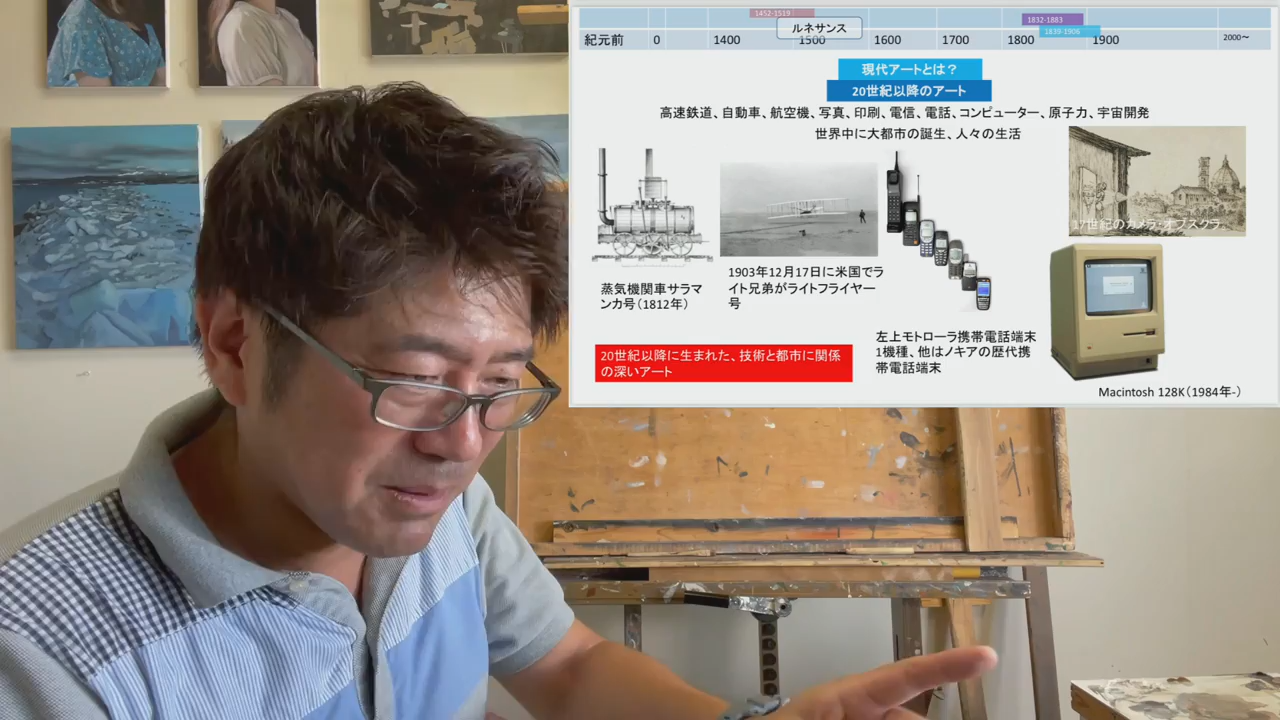 1452-1519
1832-1883
ルネサンス
1839-1906
紀元前 0 1400 1500 1600 1700 1800 1900 2000～
現代アートとは？
20世紀以降のアート
高速鉄道、自動車、航空機、写真、印刷、電信、電話、コンピューター、原子力、宇宙開発
世界中に大都市の誕生、人々の生活
17世紀のカメラ・オブスクラ
蒸気機関車サラマ
ンカ号（1812年）
1903年12月17日に米国でラ
イト兄弟がライトフライヤー
号
左上モトローラ携帯電話端末
1機種、他はノキアの歴代携
帯電話端末
20世紀以降に生まれた、技術と都市に関係
の深いアート
Macintosh 128K（1984年-）